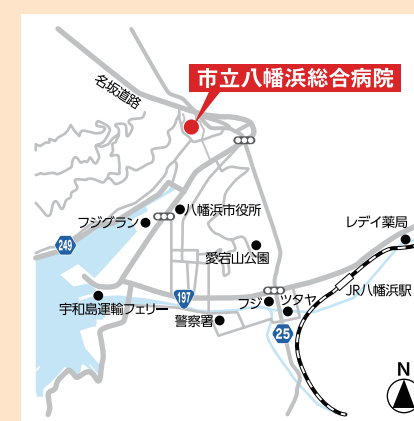 名坂道路
市立八幡浜総合病院
八幡浜市役所
フジグラン
レデイ薬局
249
愛宕山公園
JR八幡浜駅
197
フジ
ツタヤ
宇和島運輸フェリー
警察署
25
N